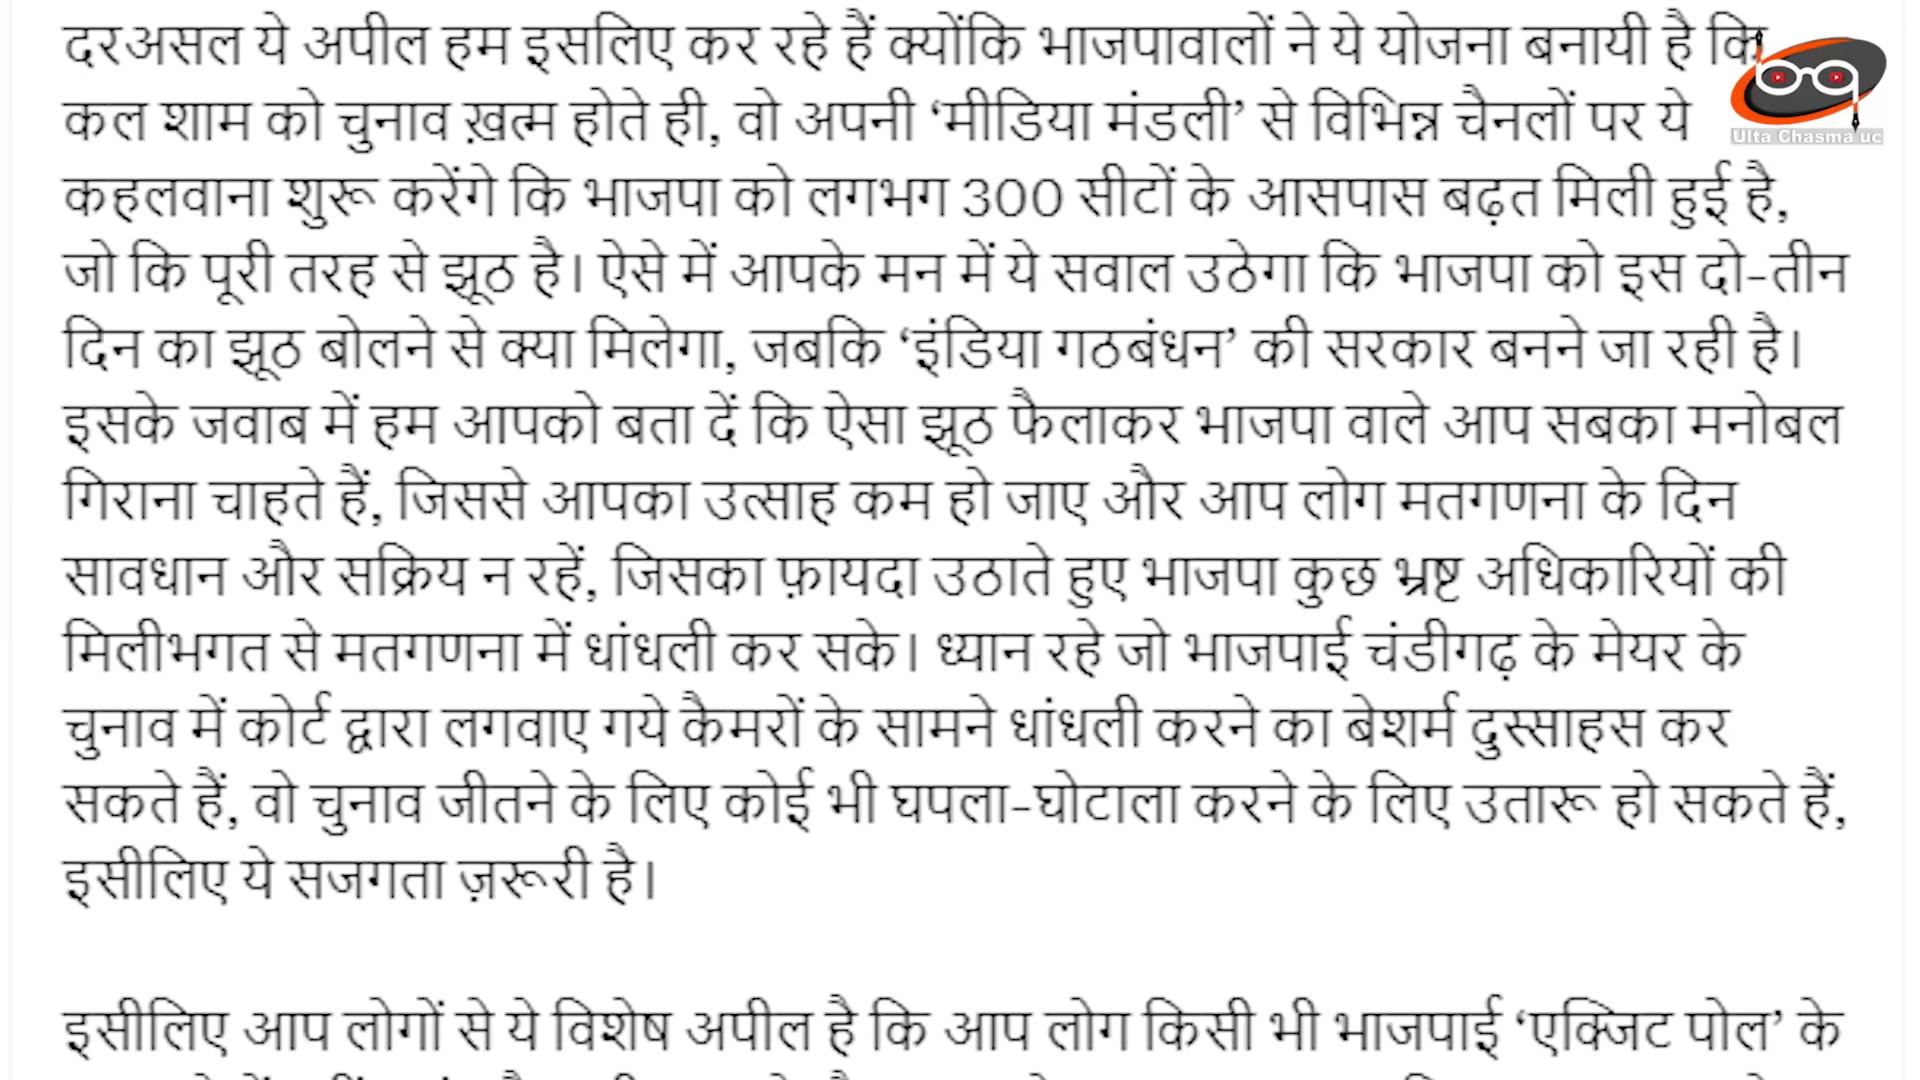 दरअसल ये अपील हम इसलिए कर रहे हैं क्योंकि भाजपावालों ने ये योजना बनायी है कि
कल शाम को चुनाव ख़त्म होते ही, वो अपनी ‘मीडिया मंडली’ से विभिन्न चैनलों पर ये
कहलवाना शुरू करेंगे कि भाजपा को लगभग 300 सीटों के आसपास बढ़त मिली हुई है,
जो कि पूरी तरह से झूठ है। ऐसे में आपके मन में ये सवाल उठेगा कि भाजपा को इस दो-तीन
दिन का झूठ बोलने से क्या मिलेगा, जबकि ‘इंडिया गठबंधन’ की सरकार बनने जा रही है।
इसके जवाब में हम आपको बता दें कि ऐसा झूठ फैलाकर भाजपा वाले आप सबका मनोबल
गिराना चाहते हैं, जिससे आपका उत्साह कम हो जाए और आप लोग मतगणना के दिन
सावधान और सक्रिय न रहें, जिसका फ़ायदा उठाते हुए भाजपा कुछ भ्रष्ट अधिकारियों की
मिलीभगत से मतगणना में धांधली कर सके। ध्यान रहे जो भाजपाई चंडीगढ़ के मेयर के
चुनाव में कोर्ट द्वारा लगवाए गये कैमरों के सामने धांधली करने का बेशर्म दुस्साहस कर
सकते हैं, वो चुनाव जीतने के लिए कोई भी घपला-घोटाला करने के लिए उतारू हो सकते हैं,
इसीलिए ये सजगता ज़रूरी है।
इसीलिए आप लोगों से ये विशेष अपील है कि आप लोग किसी भी भाजपाई ‘एक्जिट पोल’ के
Ulta Chasma uc